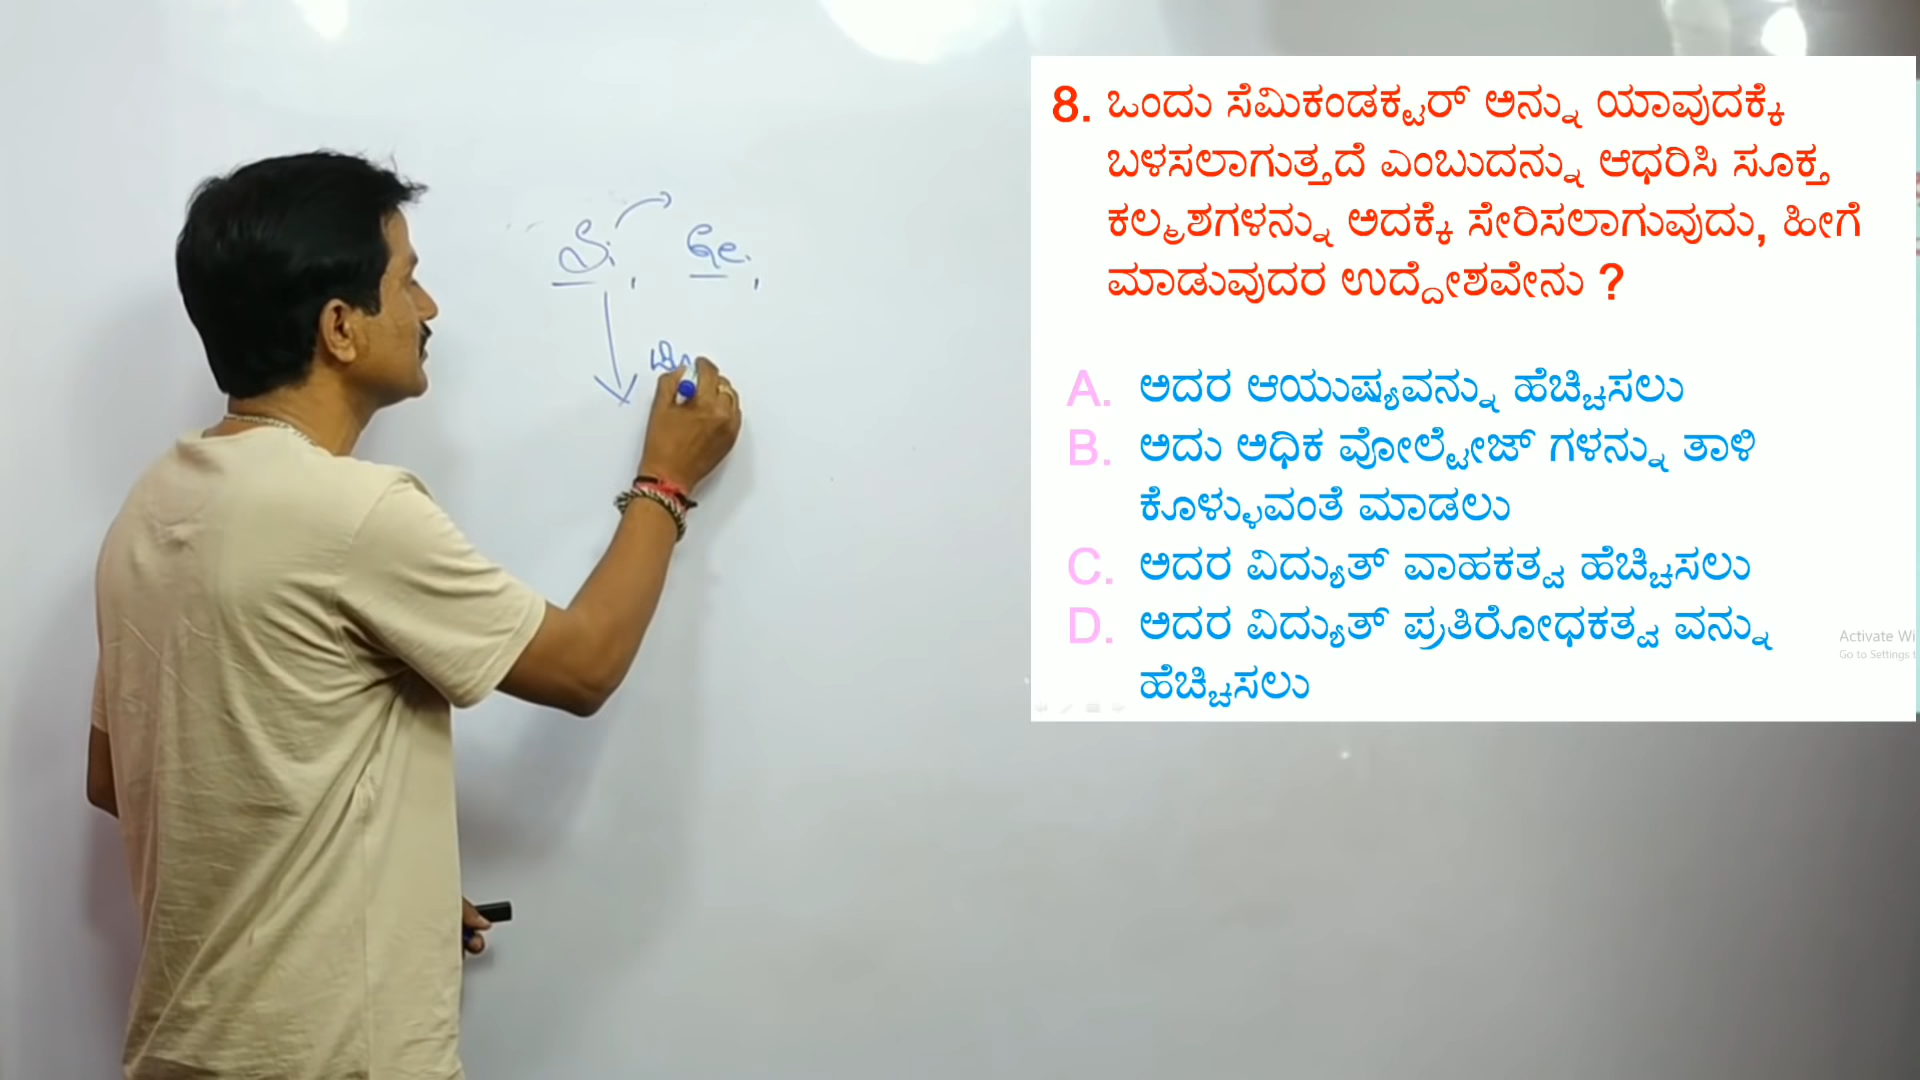 Si, Ge.,
8. ಒಂದು ಸೆಮಿಕಂಡಕ್ಟರ್ ಅನ್ನು ಯಾವುದಕ್ಕೆ
ಬಳಸಲಾಗುತ್ತದೆ ಎಂಬುದನ್ನು ಆಧರಿಸಿ ಸೂಕ್ತ
ಕಲ್ಮಶಗಳನ್ನು ಅದಕ್ಕೆ ಸೇರಿಸಲಾಗುವುದು, ಹೀಗೆ
ಮಾಡುವುದರ ಉದ್ದೇಶವೇನು ?
A. ಅದರ ಆಯುಷ್ಯವನ್ನು ಹೆಚ್ಚಿಸಲು
B. ಅದು ಅಧಿಕ ವೋಲ್ಟೇಜ್ ಗಳನ್ನು ತಾಳಿ
ಕೊಳ್ಳುವಂತೆ ಮಾಡಲು
C. ಅದರ ವಿದ್ಯುತ್ ವಾಹಕತ್ವ ಹೆಚ್ಚಿಸಲು
D. ಅದರ ವಿದ್ಯುತ್ ಪ್ರತಿರೋಧಕತ್ವ ವನ್ನು
ಹೆಚ್ಚಿಸಲು
Activate Wi
Go to Settings